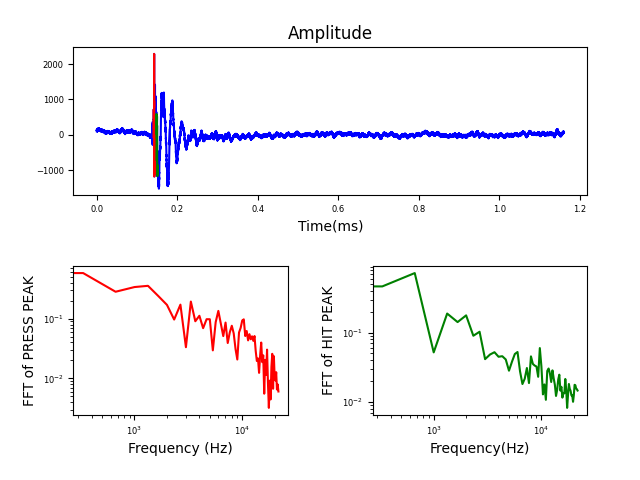 Amplitude
2000
1000
0
−1000
0.0 0.2 0.4 0.6 0.8 1.0 1.2
Time(ms)
FFT of PRESS PEAK
10⁻¹
10⁻²
10³ 10⁴
Frequency (Hz)
FFT of HIT PEAK
10⁻¹
10⁻²
10³ 10⁴
Frequency(Hz)